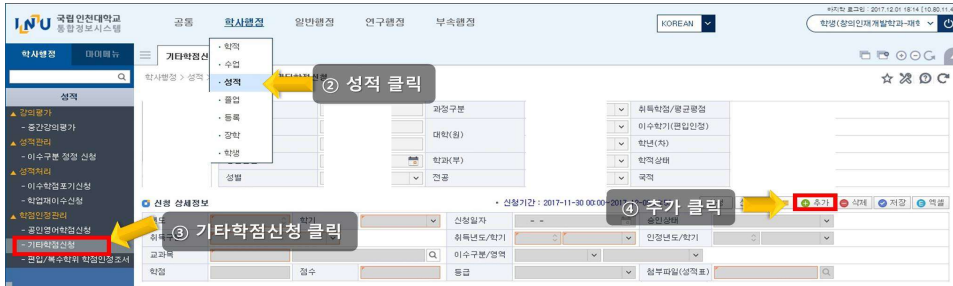 국립인천대학교
통합정보시스템
공통 학사행정 일반행정 연구행정 부속행정
KOREAN
학생(창의인재개발학과-재학
학사행정 마이메뉴
기타학점신
성적
강의평가
- 중간강의평가
성적관리
- 이수구분 정정 신청
성적처리
- 이수학점포기신청
- 학업재이수신청
학점인정관리
- 공인영어학점신청
- 기타학점신청
- 편입/복수학위 학점인정조서
· 학적
· 수업
· 성적
· 졸업
· 등록
· 장학
· 학생
② 성적 클릭
학사행정 > 성적 >
과정구분 취득학점/평균평점
대학(원) 이수학기(편입인정)
학년(차)
학과(부) 학적상태
성별 전공 국적
신청 상세정보
• 신청기간 : 2017-11-30 00:00~2017
④ 추가 클릭
추가 삭제 저장 엑셀
③ 기타학점신청 클릭
학기 신청일자 - - 승인상태
취득년도/학기 인정년도/학기
교과목 이수구분/영역
학점 점수 등급 첨부파일(성적표)